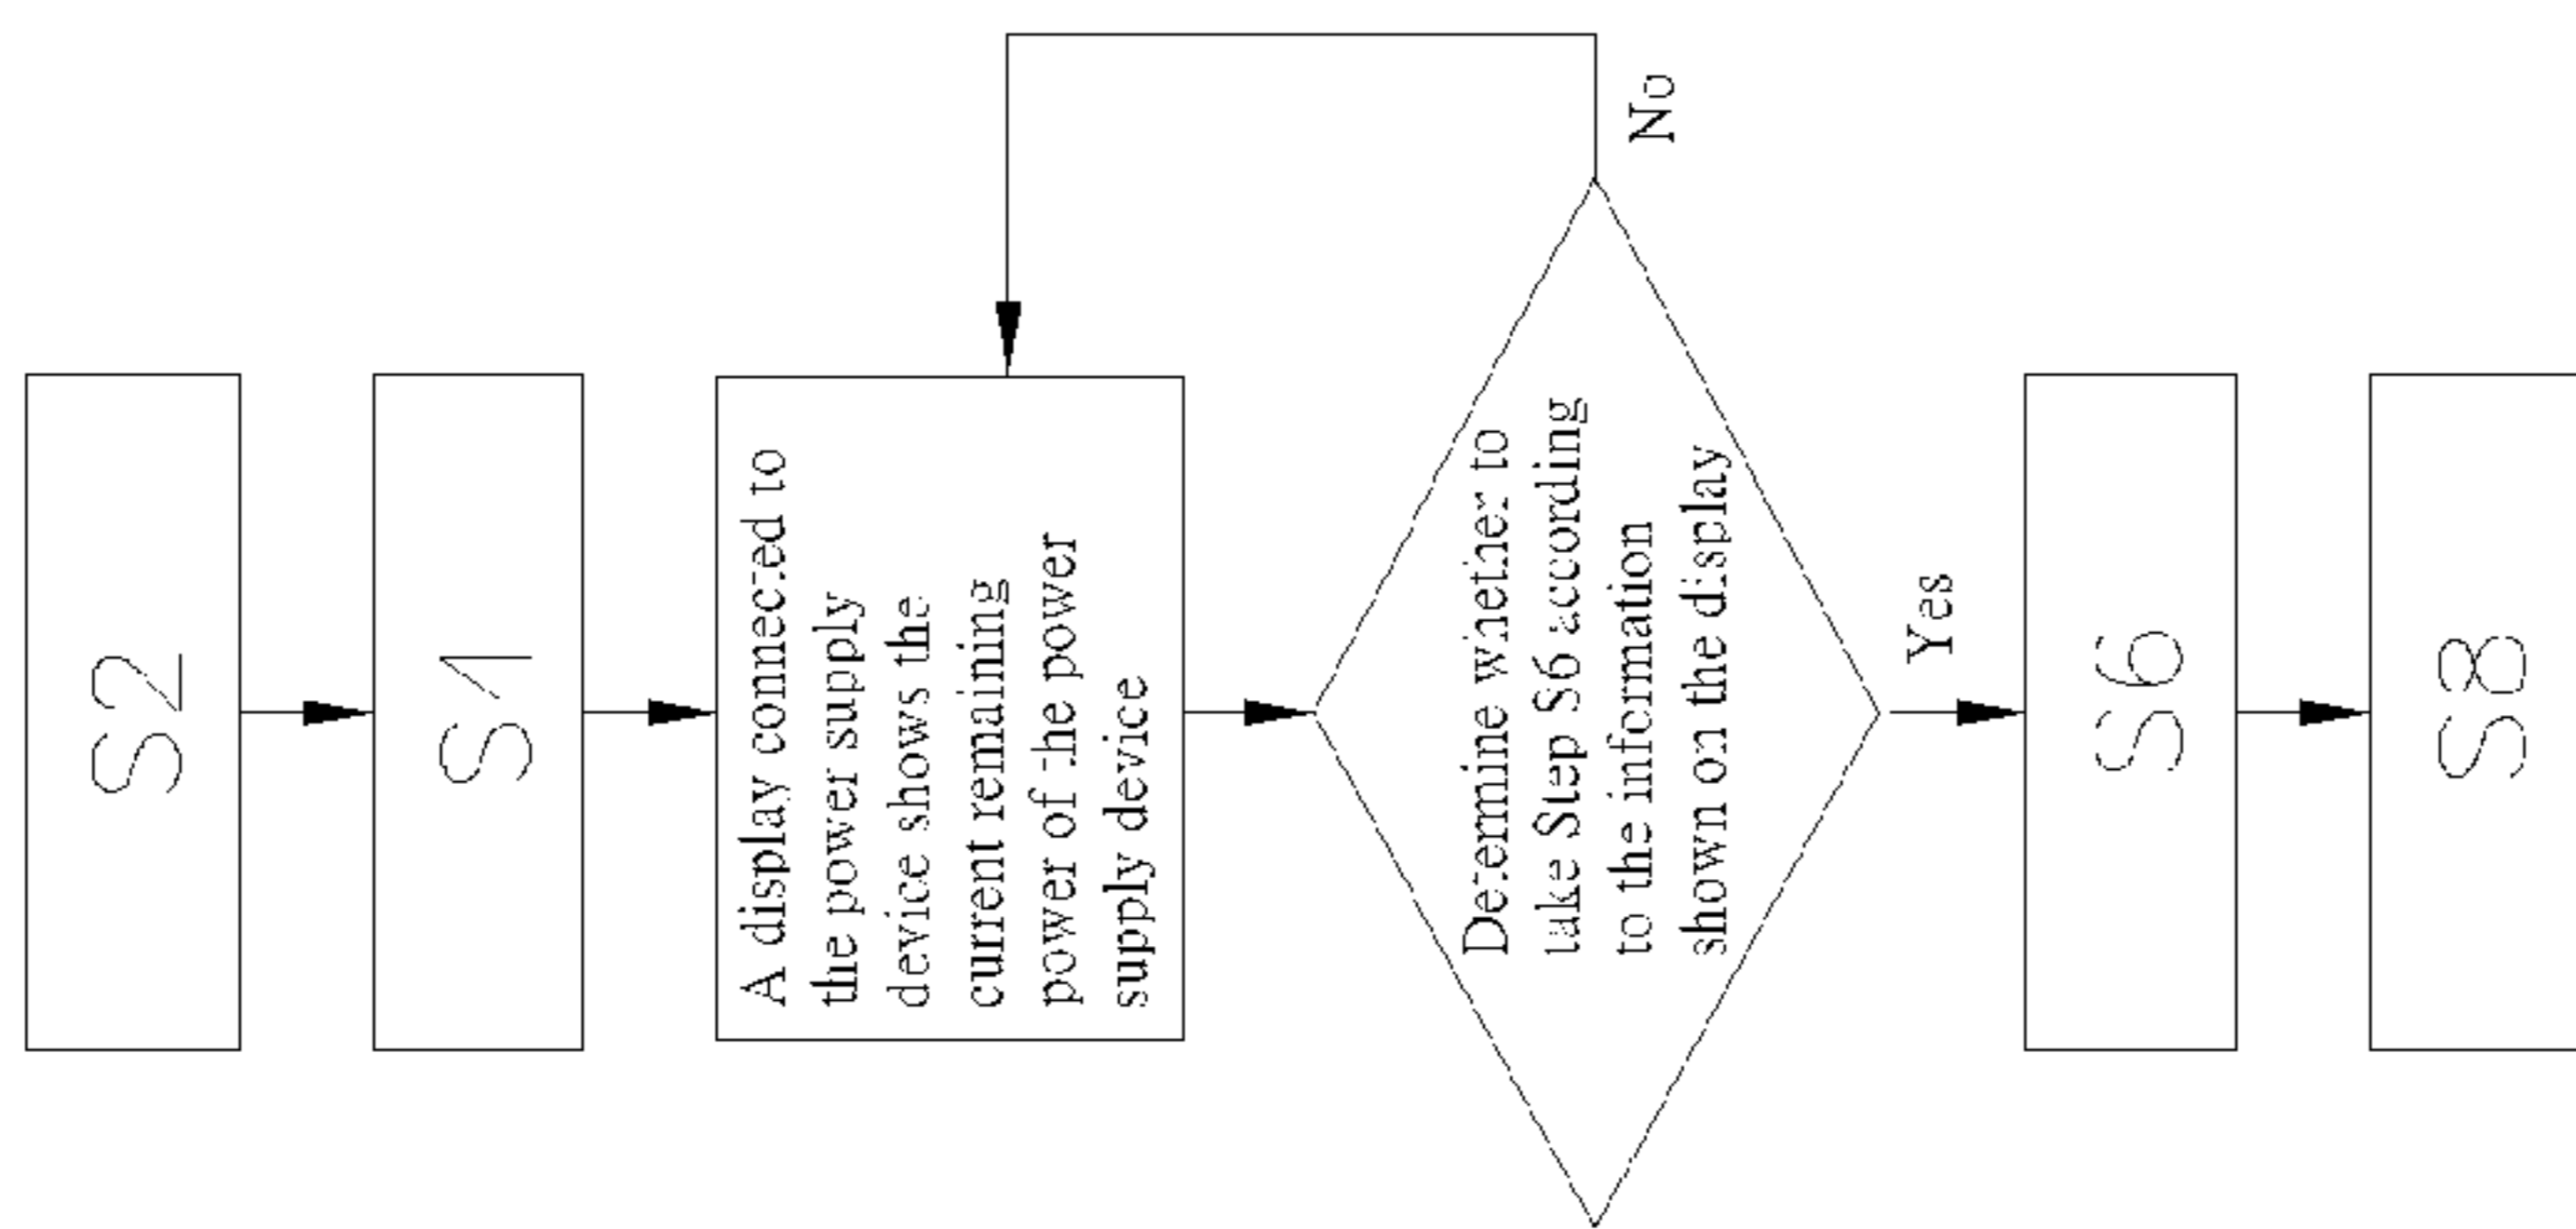 S2
S1
A display connected to
the power supply
device shows the
current remaining
power of the power
supply device
Determine whether to
take Step S6 according
to the information
shown on the display
No
Yes
S6
S8